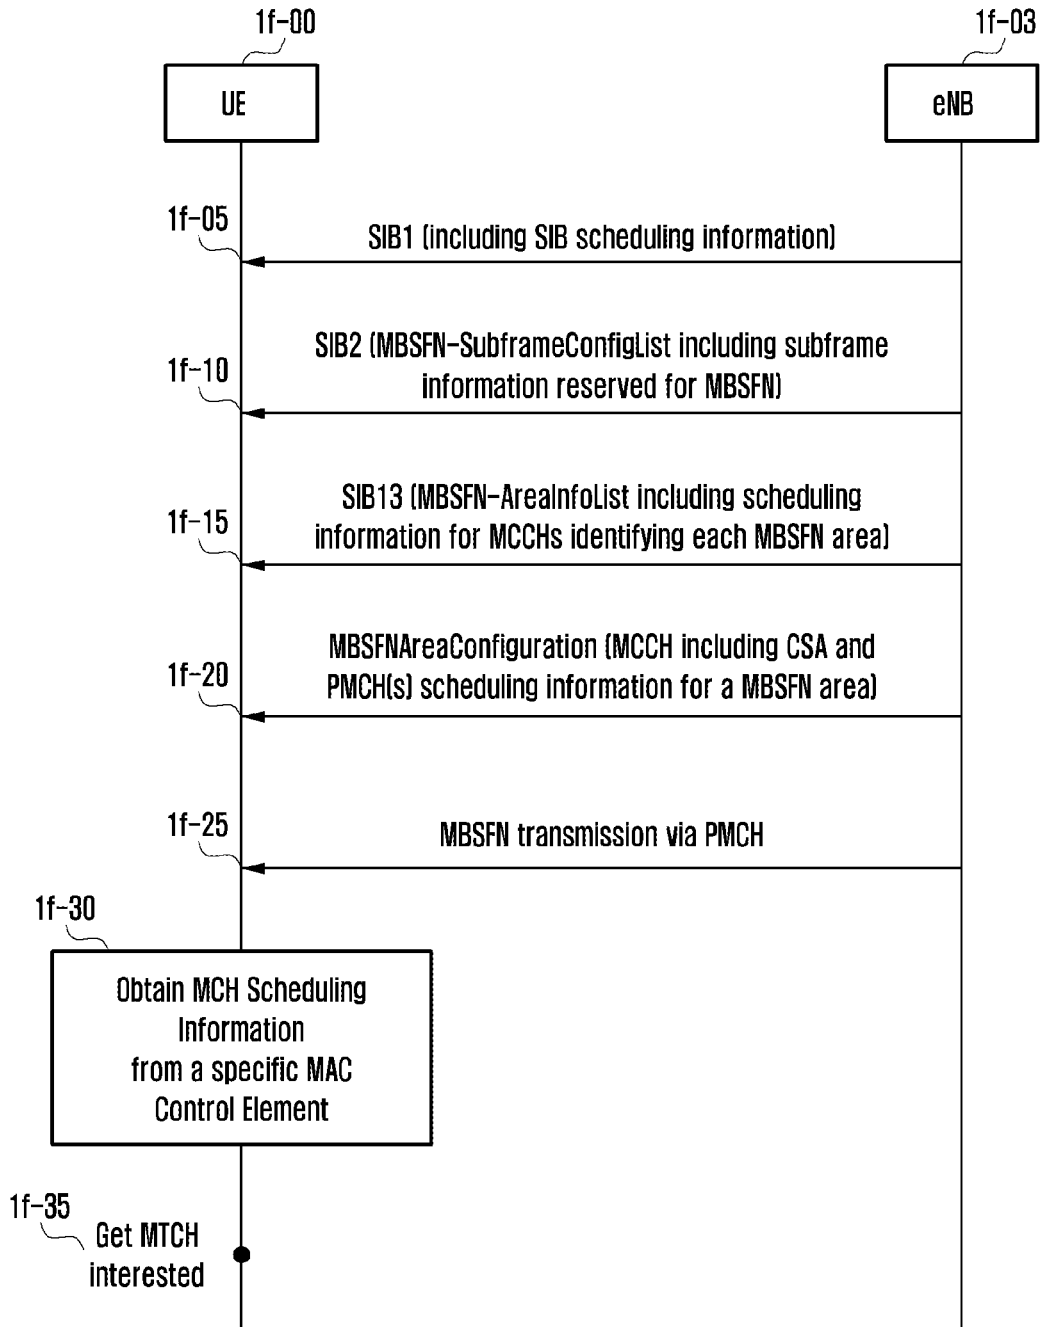 1f-00
1f-03
UE
eNB
1f-05
SIB1 (including SIB scheduling information)
SIB2 (MBSFN-SubframeConfigList including subframe
information reserved for MBSFN)
1f-10
SIB13 (MBSFN-AreaInfoList including scheduling
information for MCCHs identifying each MBSFN area)
1f-15
MBSFNAreaConfiguration (MCCH including CSA and
PMCH(s) scheduling information for a MBSFN area)
1f-20
1f-25
MBSFN transmission via PMCH
1f-30
Obtain MCH Scheduling
Information
from a specific MAC
Control Element
1f-35
Get MTCH
interested